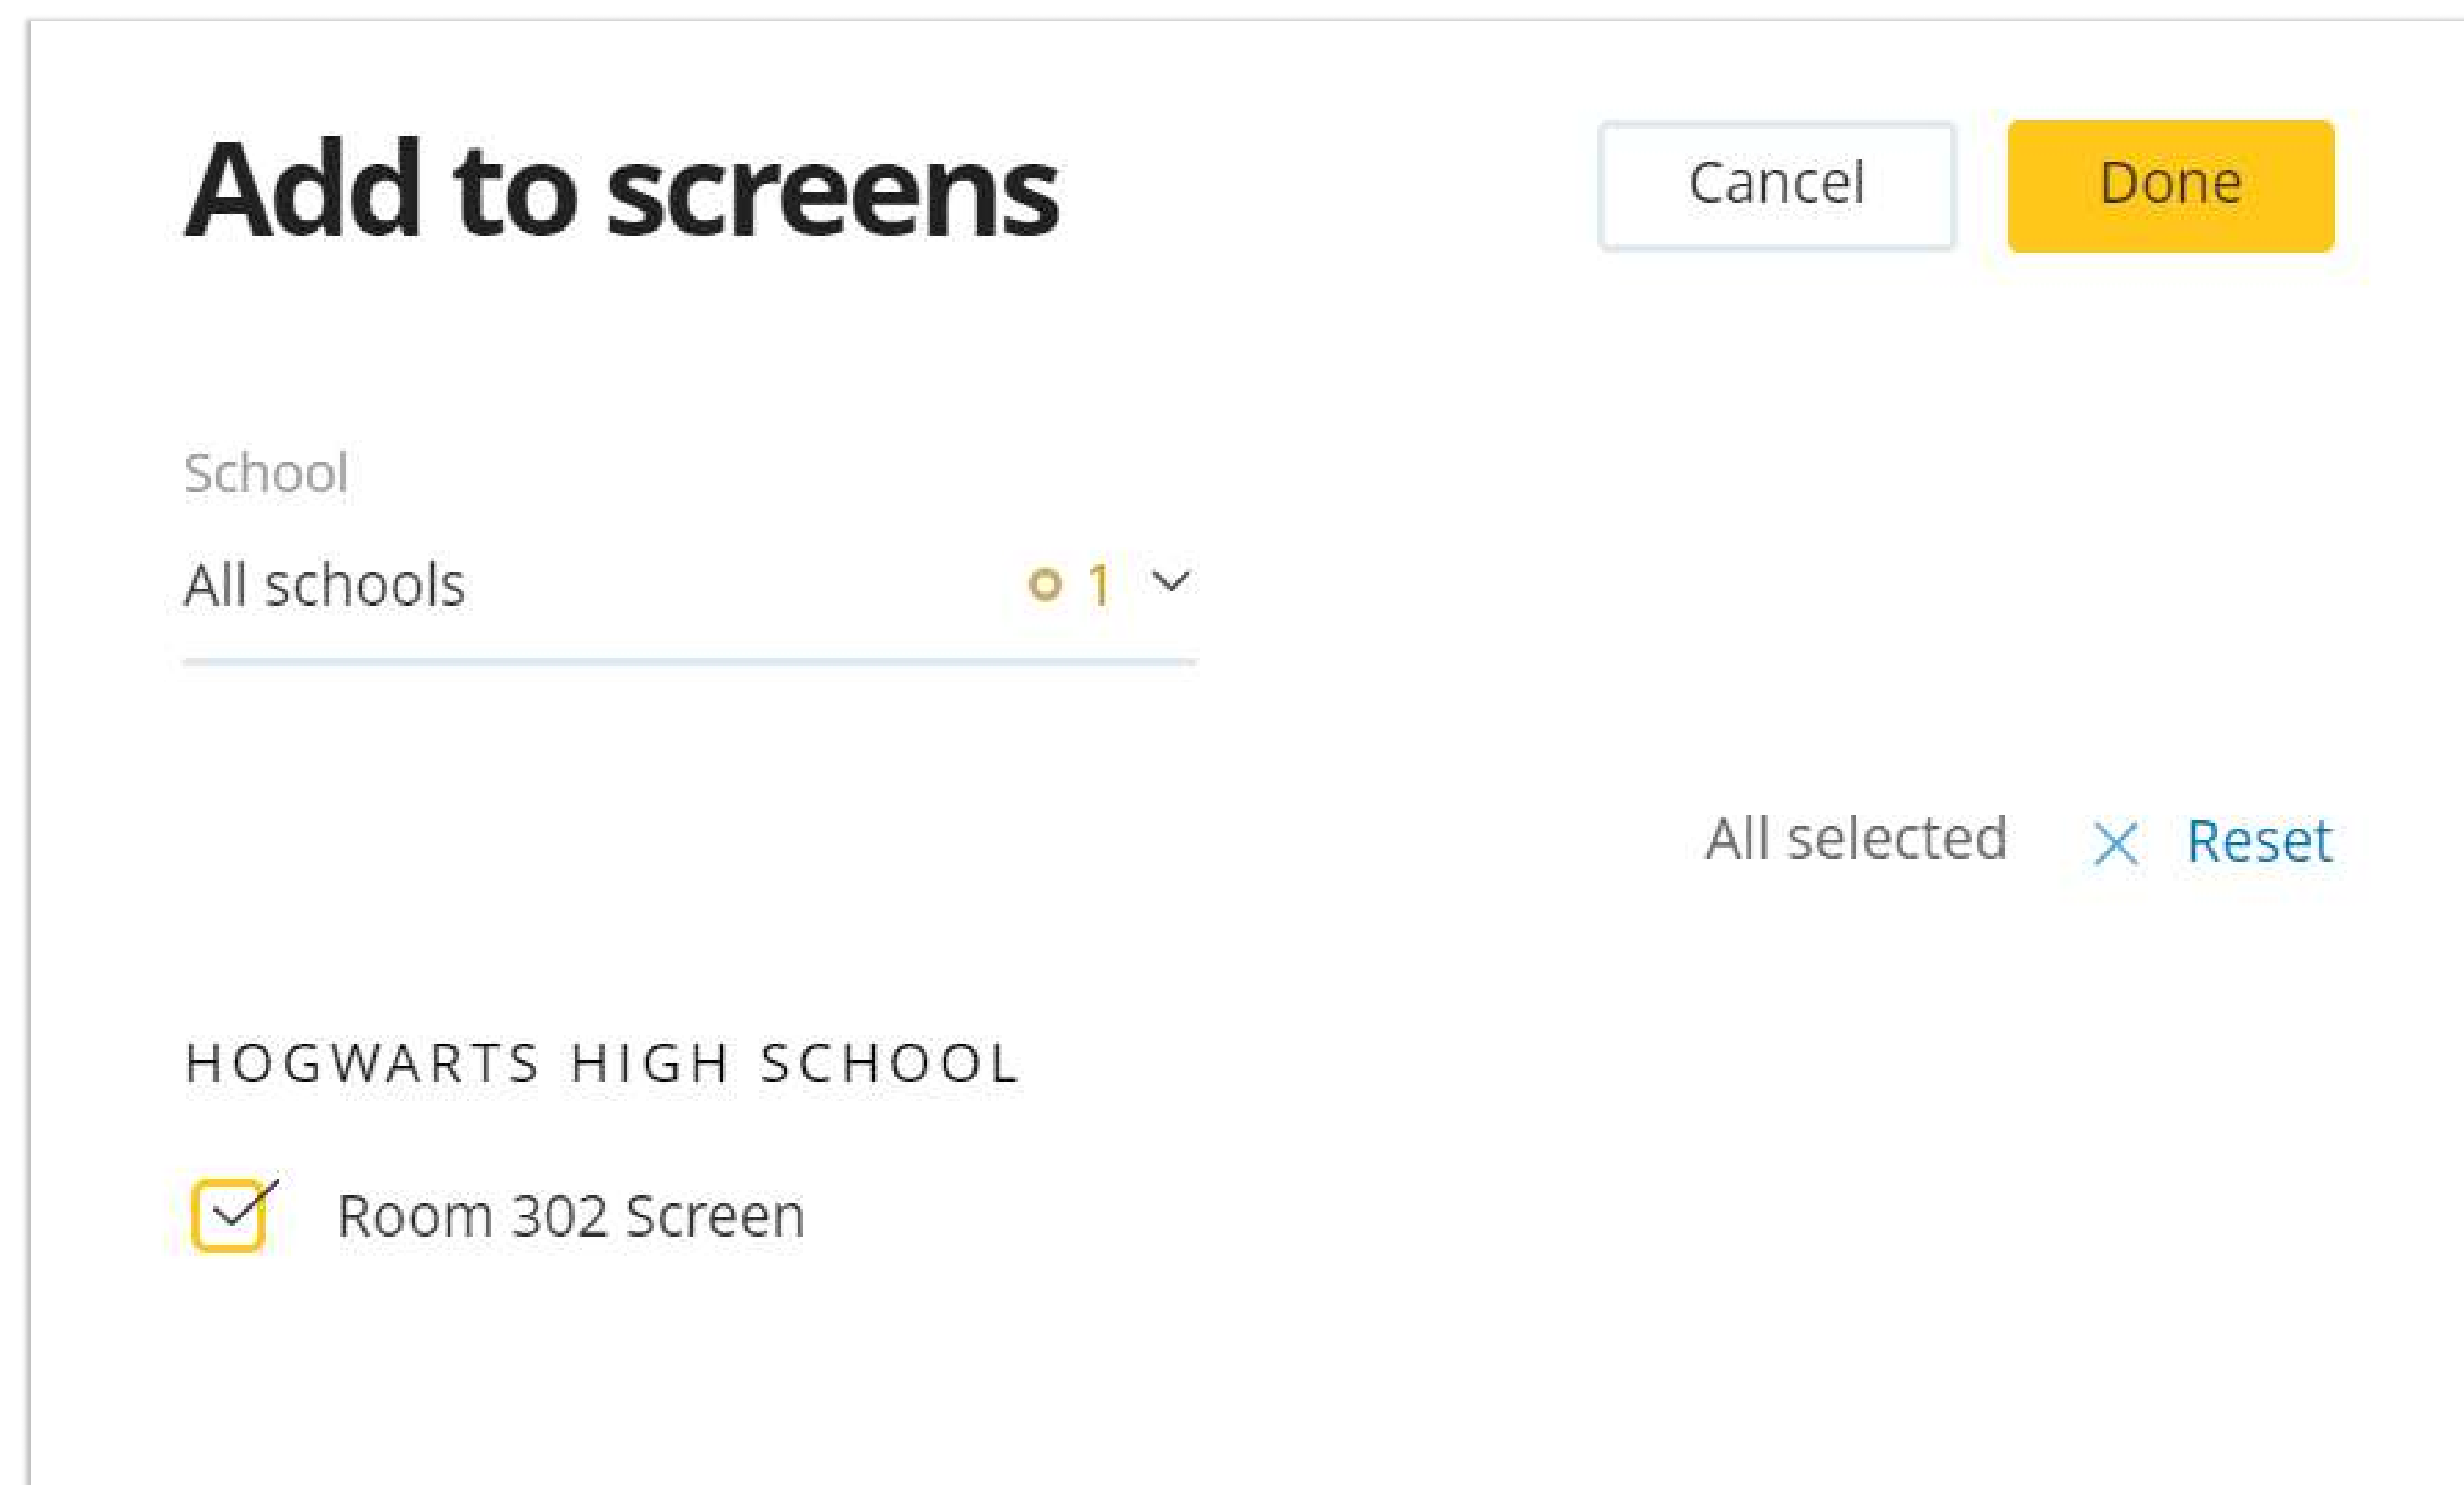 Add to screens
Cancel
Done
School
All schools
1
All selected
Reset
HOGWARTS HIGH SCHOOL
Room 302 Screen